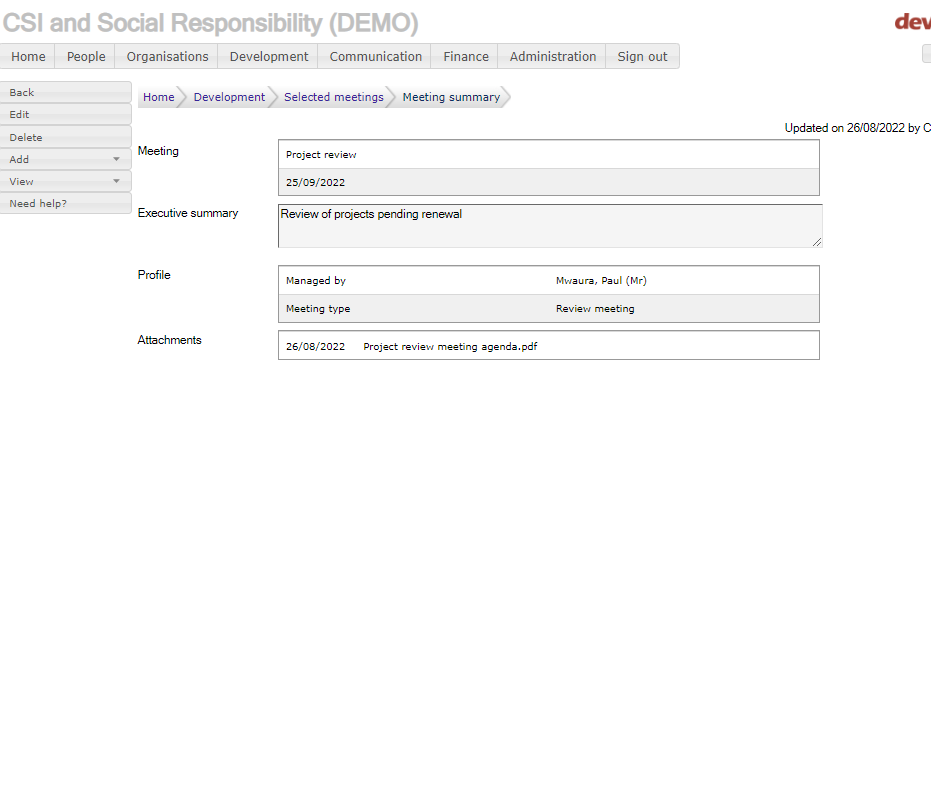 CSI and Social Responsibility (DEMO)
dev
Home People Organisations Development Communication Finance Administration Sign out
Back
Edit
Delete
Add
View
Need help?
Home Development Selected meetings Meeting summary
Updated on 26/08/2022 by C
Meeting
Project review
25/09/2022
Executive summary
Review of projects pending renewal
Profile
Managed by Mwaura, Paul (Mr)
Meeting type Review meeting
Attachments
26/08/2022 Project review meeting agenda.pdf